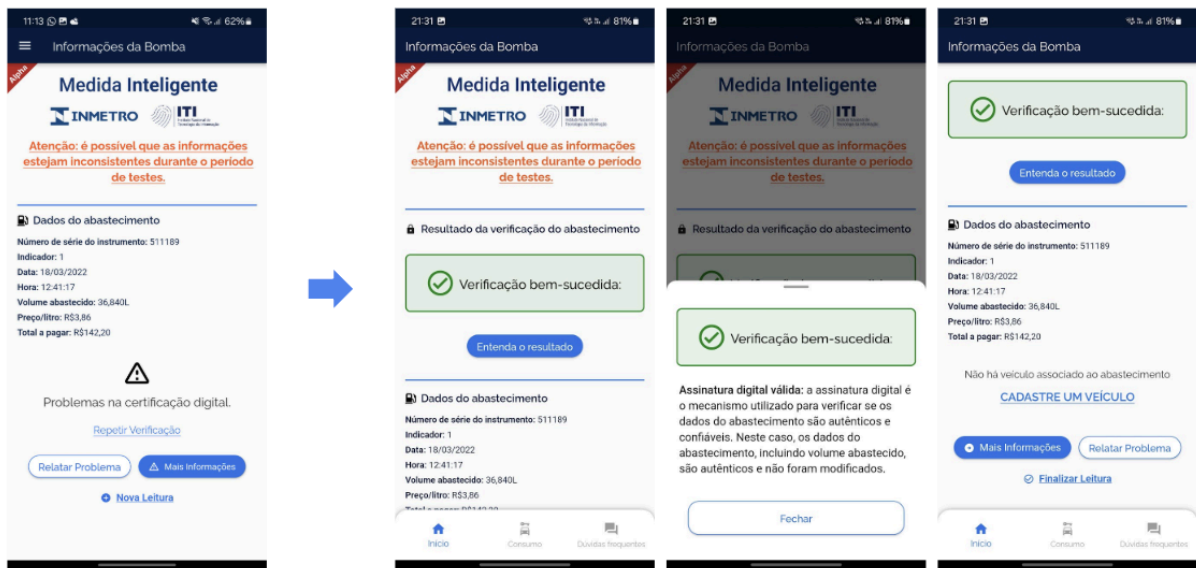 11:13
62%
Informações da Bomba
Alpha
Medida Inteligente
INMETRO
ITI
Atenção: é possível que as informações
estejam inconsistentes durante o período
de testes.
Dados do abastecimento
Número de série do instrumento: 511189
Indicador: 1
Data: 18/03/2022
Hora: 12:41:17
Volume abastecido: 36,840L
Preço/litro: R$3,86
Total a pagar: R$142,20
Problemas na certificação digital.
Repetir Verificação
Relatar Problema
Mais Informações
Nova Leitura
21:31
81%
Informações da Bomba
Alpha
Medida Inteligente
INMETRO
ITI
Atenção: é possível que as informações
estejam inconsistentes durante o período
de testes.
Resultado da verificação do abastecimento
Verificação bem-sucedida:
Entenda o resultado
Dados do abastecimento
Número de série do instrumento: 511189
Indicador: 1
Data: 18/03/2022
Hora: 12:41:17
Volume abastecido: 36,840L
Preço/litro: R$3,86
Início
Consumo
Dúvidas frequentes
21:31
81%
Informações da Bomba
Alpha
Medida Inteligente
INMETRO
ITI
Atenção: é possível que as informações
estejam inconsistentes durante o período
de testes.
Resultado da verificação do abastecimento
Verificação bem-sucedida:
Assinatura digital válida: a assinatura digital é
o mecanismo utilizado para verificar se os
dados do abastecimento são autênticos e
confiáveis. Neste caso, os dados do
abastecimento, incluindo volume abastecido,
são autênticos e não foram modificados.
Fechar
21:31
81%
Informações da Bomba
Verificação bem-sucedida:
Entenda o resultado
Dados do abastecimento
Número de série do instrumento: 511189
Indicador: 1
Data: 18/03/2022
Hora: 12:41:17
Volume abastecido: 36,840L
Preço/litro: R$3,86
Total a pagar: R$142,20
Não há veículo associado ao abastecimento
CADASTRE UM VEÍCULO
Mais Informações
Relatar Problema
Finalizar Leitura
Início
Consumo
Dúvidas frequentes